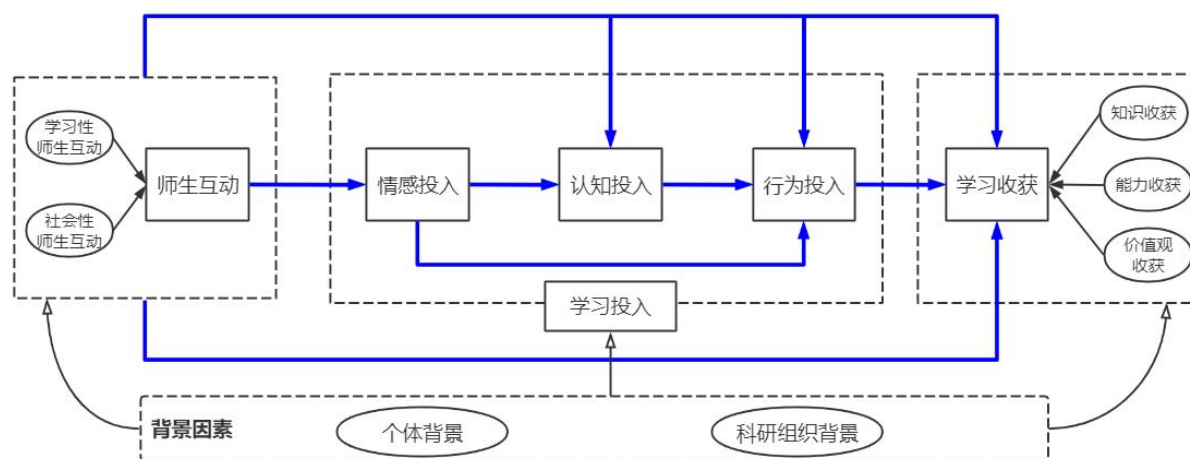 学习性
师生互动
社会性
师生互动
师生互动
情感投入
认知投入
行为投入
学习投入
学习收获
知识收获
能力收获
价值观
收获
背景因素
个体背景
科研组织背景